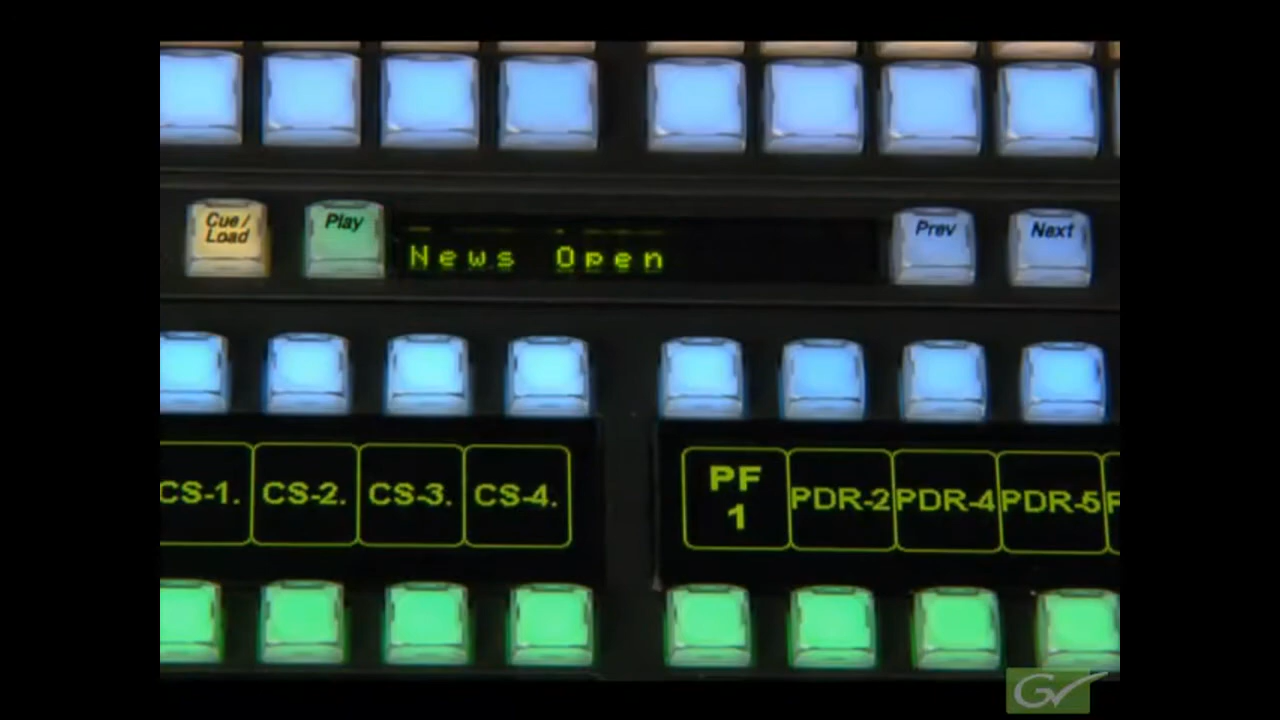 Cue/
Load
Play
News Open
Prev
Next
CS-1.
CS-2.
CS-3.
CS-4.
PF
1
PDR-2
PDR-4
PDR-5
GV